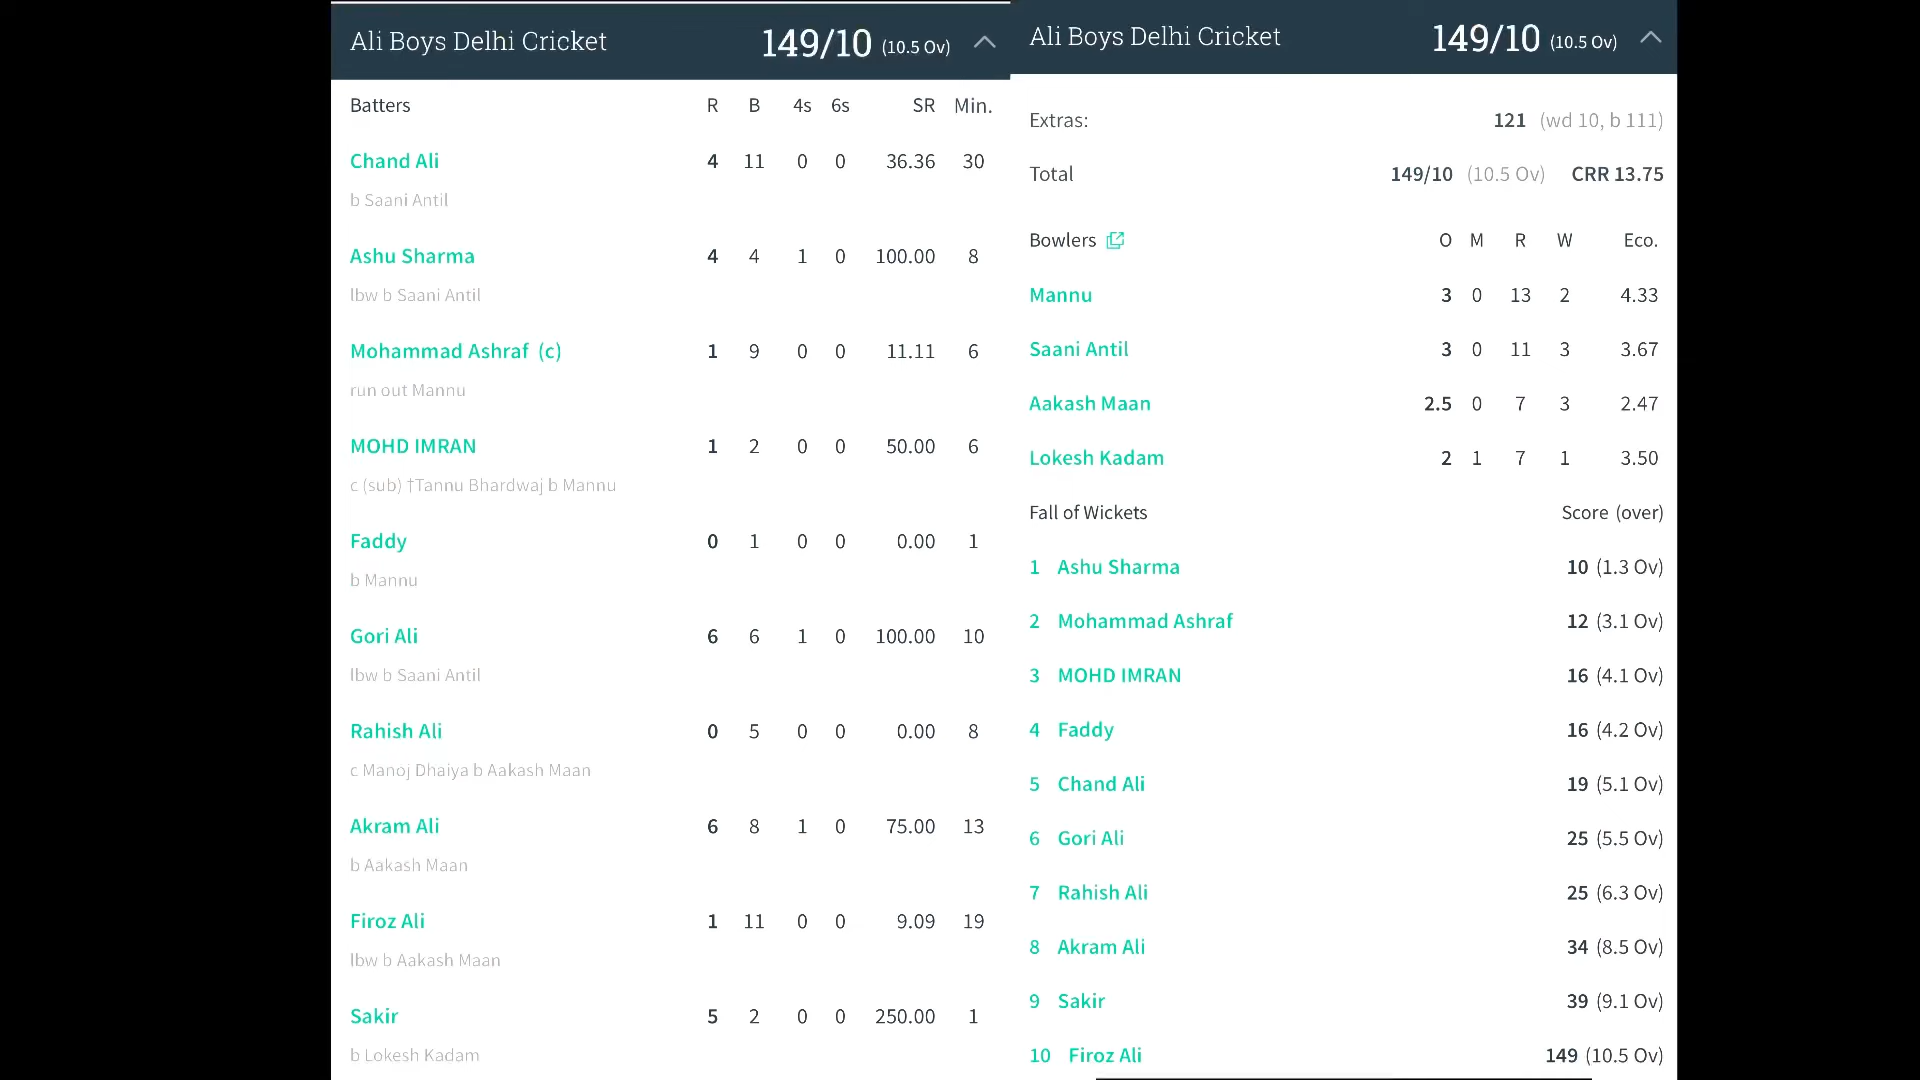 Ali Boys Delhi Cricket 149/10 (10.5 Ov)
Batters R B 4s 6s SR Min.
Chand Ali 4 11 0 0 36.36 30
b Saani Antil
Ashu Sharma 4 4 1 0 100.00 8
lbw b Saani Antil
Mohammad Ashraf (c) 1 9 0 0 11.11 6
run out Mannu
MOHD IMRAN 1 2 0 0 50.00 6
c (sub) †Tannu Bhardwaj b Mannu
Faddy 0 1 0 0 0.00 1
b Mannu
Gori Ali 6 6 1 0 100.00 10
lbw b Saani Antil
Rahish Ali 0 5 0 0 0.00 8
c Manoj Dhaiya b Aakash Maan
Akram Ali 6 8 1 0 75.00 13
b Aakash Maan
Firoz Ali 1 11 0 0 9.09 19
lbw b Aakash Maan
Sakir 5 2 0 0 250.00 1
b Lokesh Kadam
Ali Boys Delhi Cricket 149/10 (10.5 Ov)
Extras: 121 (wd 10, b 111)
Total 149/10 (10.5 Ov) CRR 13.75
Bowlers O M R W Eco.
Mannu 3 0 13 2 4.33
Saani Antil 3 0 11 3 3.67
Aakash Maan 2.5 0 7 3 2.47
Lokesh Kadam 2 1 7 1 3.50
Fall of Wickets Score (over)
1 Ashu Sharma 10 (1.3 Ov)
2 Mohammad Ashraf 12 (3.1 Ov)
3 MOHD IMRAN 16 (4.1 Ov)
4 Faddy 16 (4.2 Ov)
5 Chand Ali 19 (5.1 Ov)
6 Gori Ali 25 (5.5 Ov)
7 Rahish Ali 25 (6.3 Ov)
8 Akram Ali 34 (8.5 Ov)
9 Sakir 39 (9.1 Ov)
10 Firoz Ali 149 (10.5 Ov)